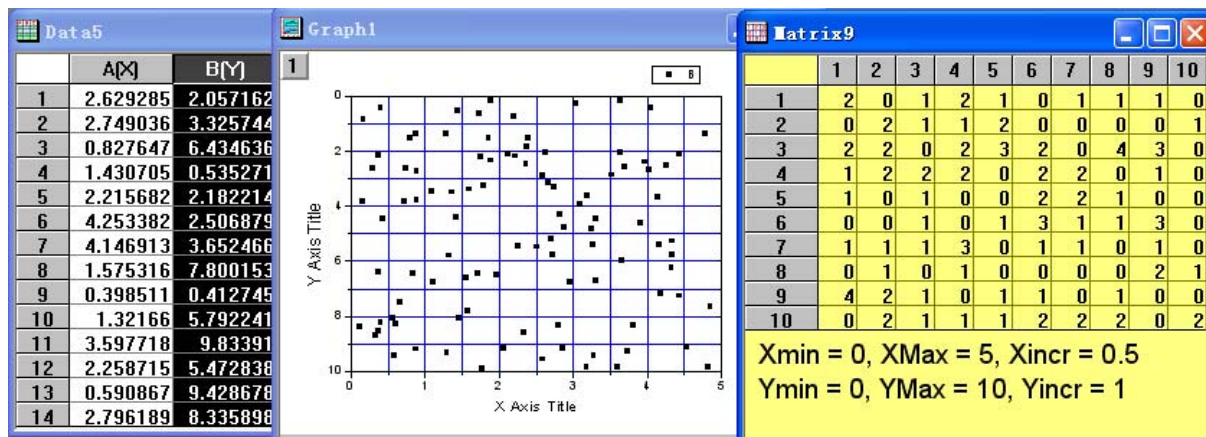 Data5
A(X) B(Y)
1 2.629285 2.057162
2 2.749036 3.325744
3 0.827647 6.434636
4 1.430705 0.535271
5 2.215682 2.182214
6 4.253382 2.506879
7 4.146913 3.652466
8 1.575316 7.800153
9 0.398511 0.412745
10 1.32166 5.792241
11 3.597718 9.83391
12 2.258715 5.472838
13 0.590867 9.428678
14 2.796189 8.335898
Graph1
1
B
0
2
4
6
8
10
Y Axis Title
0 1 2 3 4 5
X Axis Title
Matrix9
1 2 3 4 5 6 7 8 9 10
1 2 0 1 2 1 0 1 1 1 0
2 0 2 1 1 2 0 0 0 0 1
3 2 2 0 2 3 2 0 4 3 0
4 1 2 2 2 0 2 2 0 1 0
5 1 0 1 0 0 2 2 1 0 0
6 0 0 1 0 1 3 1 1 3 0
7 1 1 1 3 0 1 1 0 1 0
8 0 1 0 1 0 0 0 0 2 1
9 4 2 1 0 1 1 0 1 0 0
10 0 2 1 1 1 2 2 2 0 2
Xmin = 0, XMax = 5, Xincr = 0.5
Ymin = 0, YMax = 10, Yincr = 1